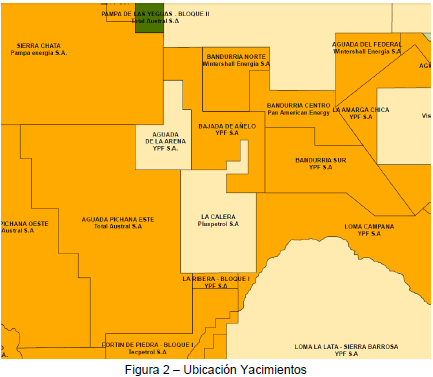 PAMPA DE LAS YEGUAS - BLOQUE II
Total Austral S.A
SIERRA CHATA
Pampa energía S.A.
BANDURRIA NORTE
Wintershall Energia S.A
AGUADA DEL FEDERAL
Wintershall Energia S.A
BANDURRIA CENTRO
Pan American Energy
LA AMARGA CHICA
YPF S.A
AGUADA
DE LA ARENA
YPF S.A.
BAJADA DE AÑELO
YPF S.A
BANDURRIA SUR
YPF S.A
PICHANA OESTE
Austral S.A
AGUADA PICHANA ESTE
Total Austral S.A
LA CALERA
Pluspetrol S.A
LOMA CAMPANA
YPF S.A
LA RIBERA - BLOQUE I
YPF S.A
FORTIN DE PIEDRA - BLOQUE I
Tecpetrol S.A
LOMA LA LATA - SIERRA BARROSA
YPF S.A
Figura 2 – Ubicación Yacimientos